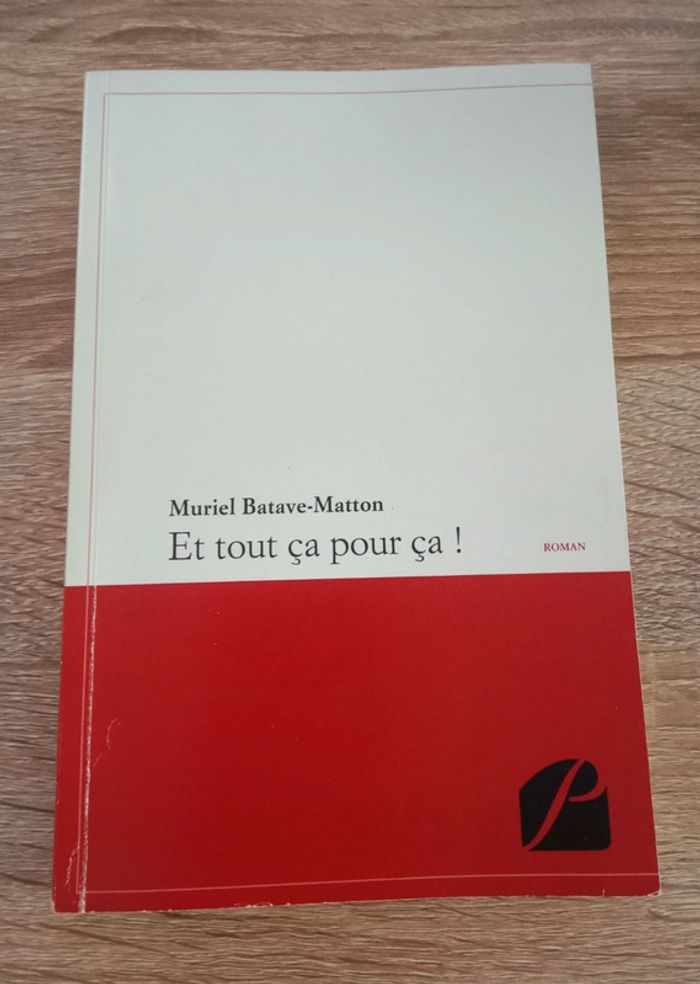 Muriel Batave-Matton
Et tout ça pour ça !
ROMAN
P